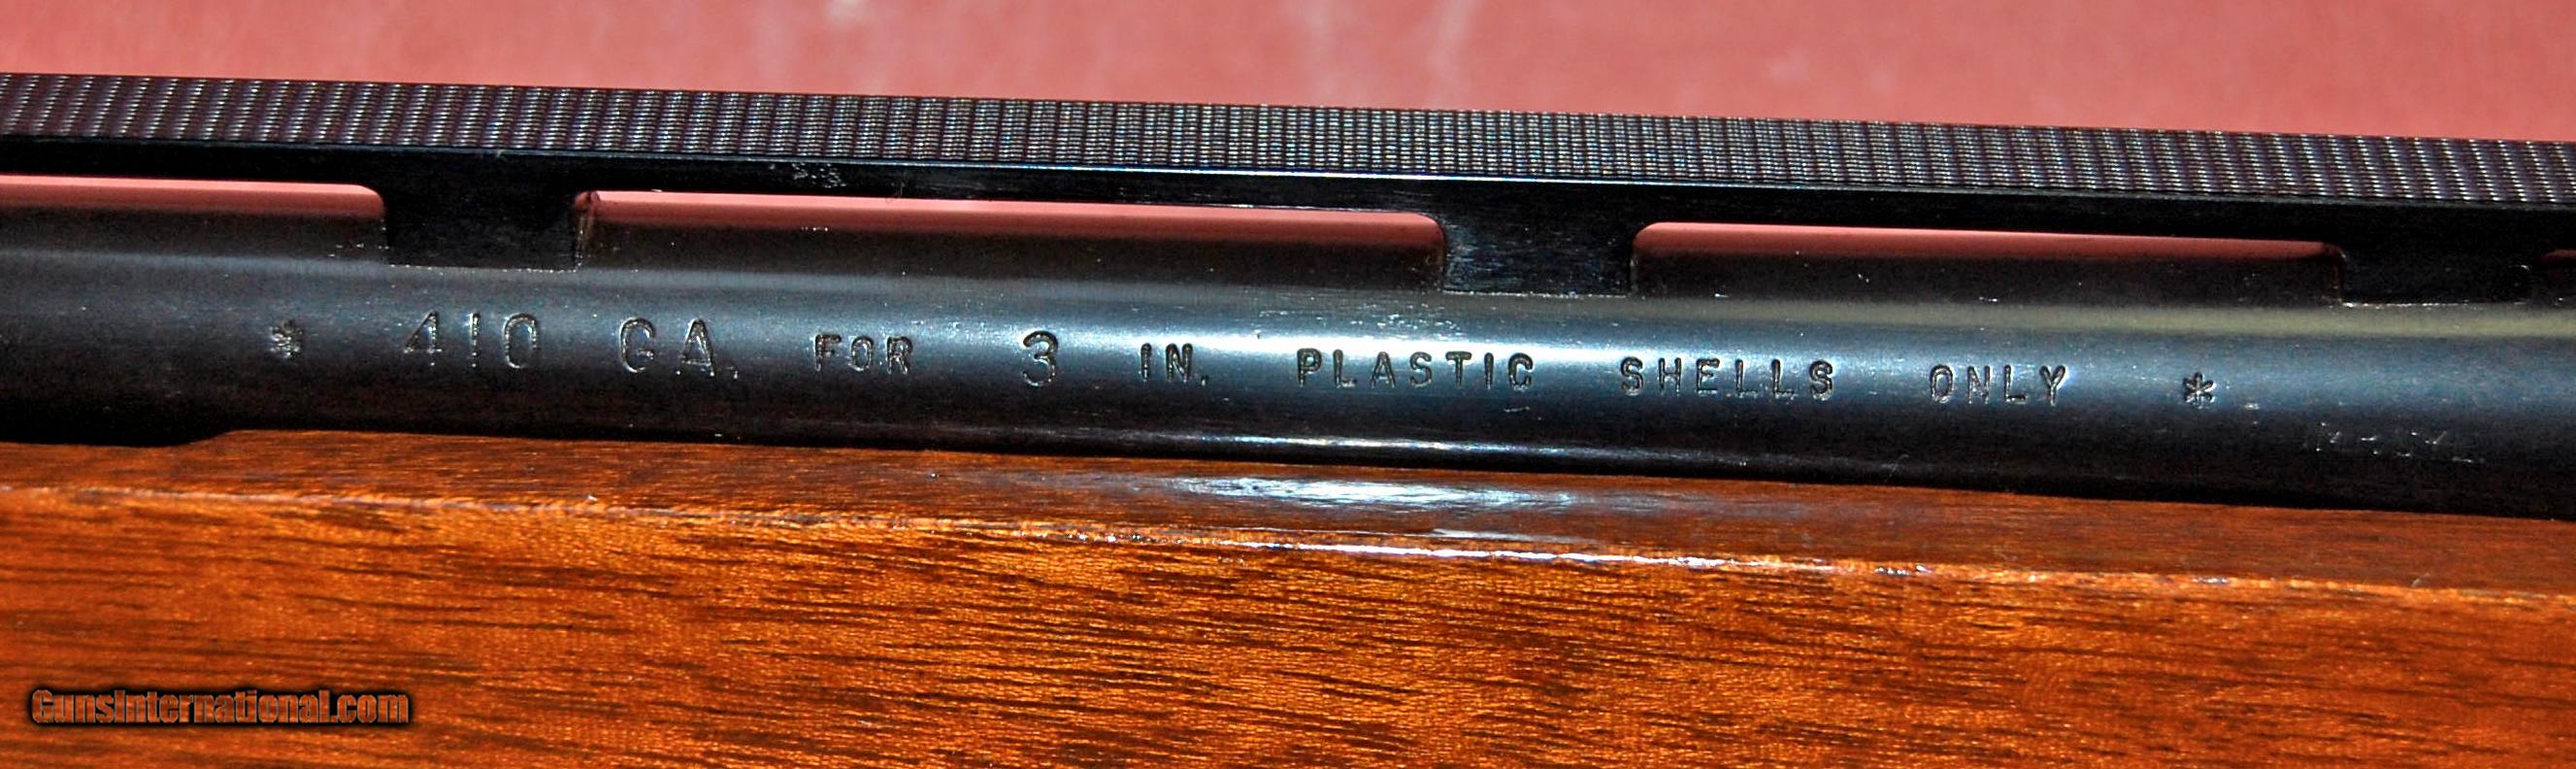 * 410 GA. FOR 3 IN. PLASTIC SHELLS ONLY *
GunsInternational.com